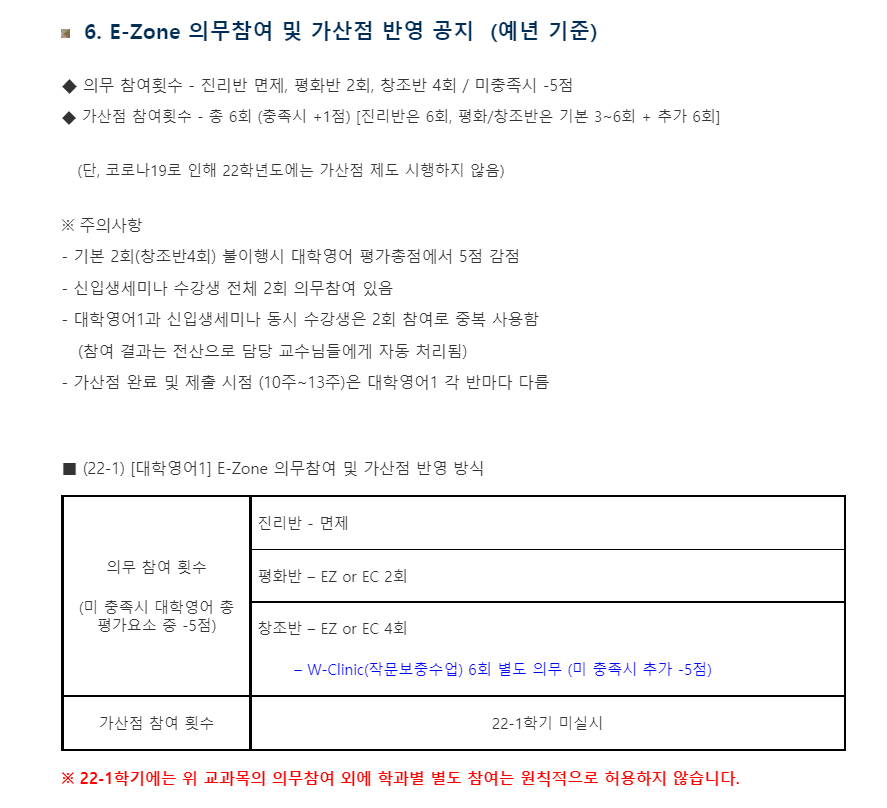 6. E-Zone 의무참여 및 가산점 반영 공지 (예년 기준)
◆ 의무 참여횟수 - 진리반 면제, 평화반 2회, 창조반 4회 / 미충족시 -5점
◆ 가산점 참여횟수 - 총 6회 (충족시 +1점) [진리반은 6회, 평화/창조반은 기본 3~6회 + 추가 6회]
(단, 코로나19로 인해 22학년도에는 가산점 제도 시행하지 않음)
※ 주의사항
- 기본 2회(창조반4회) 불이행시 대학영어 평가총점에서 5점 감점
- 신입생세미나 수강생 전체 2회 의무참여 있음
- 대학영어1과 신입생세미나 동시 수강생은 2회 참여로 중복 사용함
(참여 결과는 전산으로 담당 교수님들에게 자동 처리됨)
- 가산점 완료 및 제출 시점 (10주~13주)은 대학영어1 각 반마다 다름
■ (22-1) [대학영어1] E-Zone 의무참여 및 가산점 반영 방식
의무 참여 횟수
(미 충족시 대학영어 총
평가요소 중 -5점)
진리반 - 면제
평화반 – EZ or EC 2회
창조반 – EZ or EC 4회
– W-Clinic(작문보충수업) 6회 별도 의무 (미 충족시 추가 -5점)
가산점 참여 횟수
22-1학기 미실시
※ 22-1학기에는 위 교과목의 의무참여 외에 학과별 별도 참여는 원칙적으로 허용하지 않습니다.